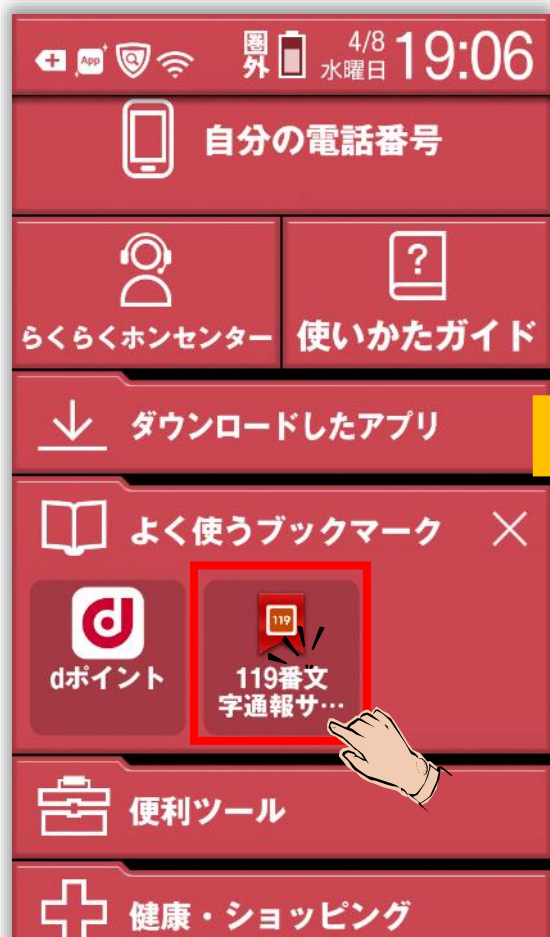 App
圏外
4/8
水曜日
19:06
自分の電話番号
らくらくホンセンター
使いかたガイド
ダウンロードしたアプリ
よく使うブックマーク
d
dポイント
119
119番文
字通報サ…
便利ツール
健康・ショッピング